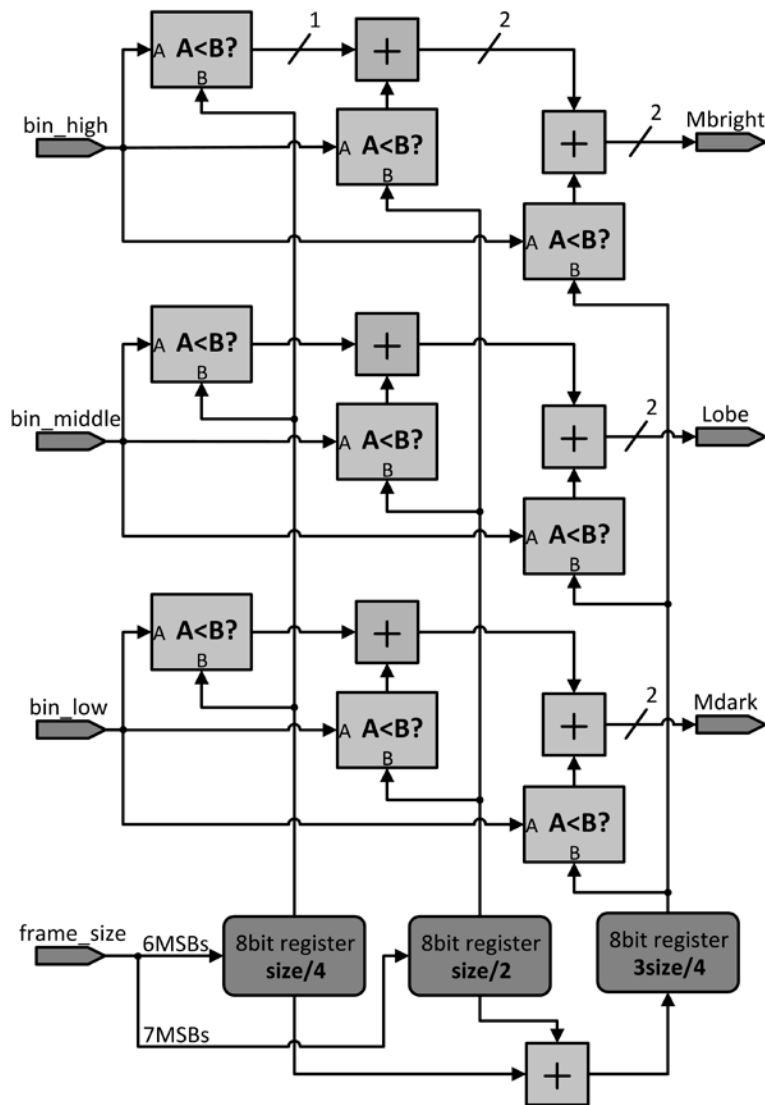 1
2
A A<B? +
B
bin_high
2
Mbright
A A<B? +
B
A A<B?
B
A A<B? +
B
bin_middle
2
Lobe
A A<B? +
B
A A<B?
B
A A<B? +
B
bin_low
2
Mdark
A A<B? +
B
A A<B?
B
frame_size
6MSBs
8bit register
size/4
8bit register
size/2
8bit register
3size/4
7MSBs
+